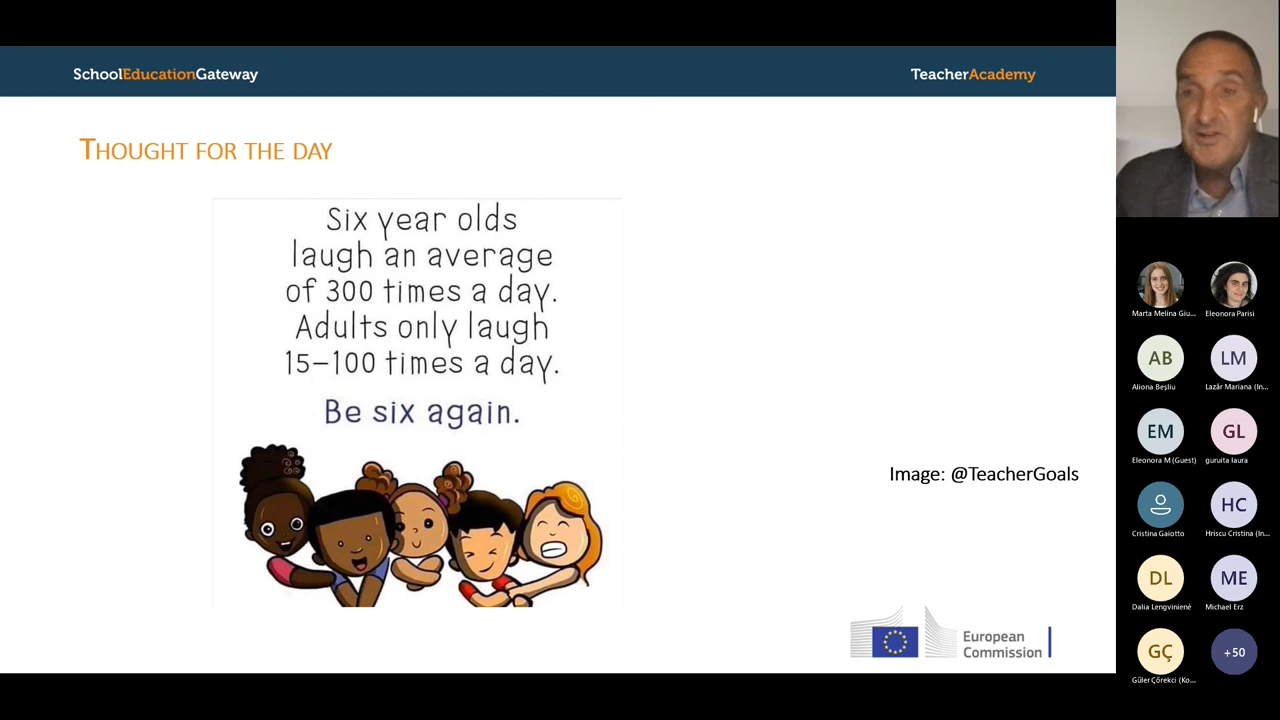 SchoolEducationGateway
TeacherAcademy
THOUGHT FOR THE DAY
Six year olds
laugh an average
of 300 times a day.
Adults only laugh
15–100 times a day.
Be six again.
Image: @TeacherGoals
European
Commission
Marta Melina Giu...
Eleonora Parisi
AB
Aliona Beşliu
LM
Lazăr Mariana (In...
EM
Eleonora M (Guest)
GL
guruita laura
Cristina Gaiotto
HC
Hriscu Cristina (In...
DL
Dalia Lengvinienė
ME
Michael Erz
GÇ
Güler Çörekci (Ko...
+50